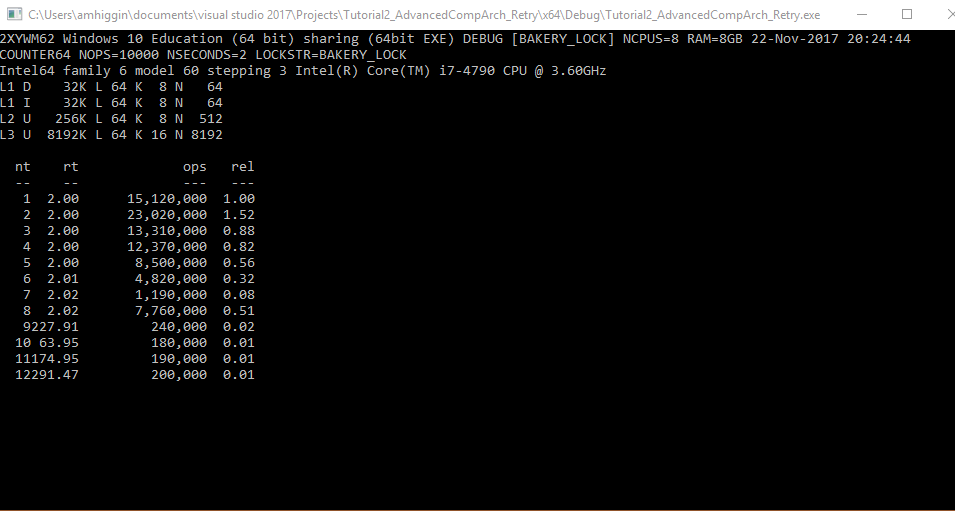 C:\Users\amhiggin\documents\visual studio 2017\Projects\Tutorial2_AdvancedCompArch_Retry\x64\Debug\Tutorial2_AdvancedCompArch_Retry.exe
2XYWM62 Windows 10 Education (64 bit) sharing (64bit EXE) DEBUG [BAKERY_LOCK] NCPUS=8 RAM=8GB 22-Nov-2017 20:24:44
COUNTER64 NOPS=10000 NSECONDS=2 LOCKSTR=BAKERY_LOCK
Intel64 family 6 model 60 stepping 3 Intel(R) Core(TM) i7-4790 CPU @ 3.60GHz
L1 D    32K L 64 K  8 N   64
L1 I    32K L 64 K  8 N   64
L2 U   256K L 64 K  8 N  512
L3 U  8192K L 64 K 16 N 8192
  nt    rt             ops   rel
  --    --             ---   ---
   1  2.00      15,120,000  1.00
   2  2.00      23,020,000  1.52
   3  2.00      13,310,000  0.88
   4  2.00      12,370,000  0.82
   5  2.00       8,500,000  0.56
   6  2.01       4,820,000  0.32
   7  2.02       1,190,000  0.08
   8  2.02       7,760,000  0.51
   9227.91         240,000  0.02
  10 63.95         180,000  0.01
  11174.95         190,000  0.01
  12291.47         200,000  0.01